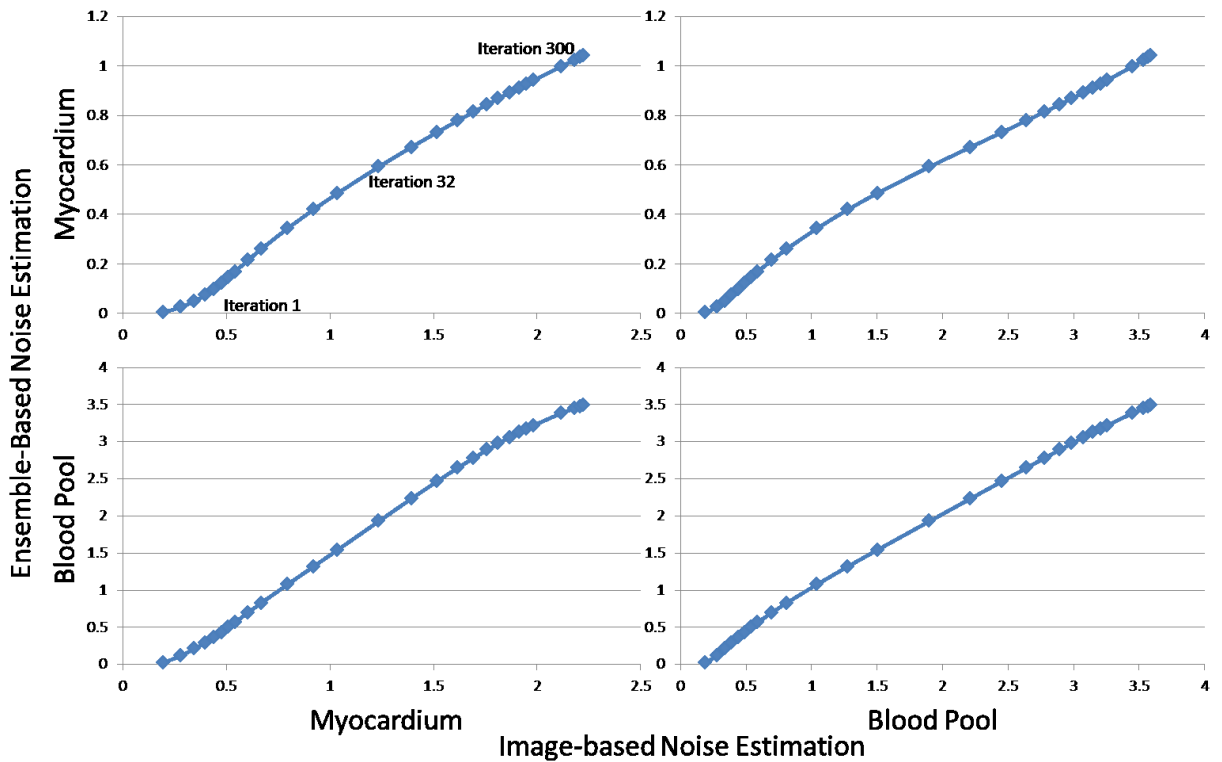 Ensemble-Based Noise Estimation
Myocardium
1.2
1
0.8
0.6
0.4
0.2
0
Iteration 300
Iteration 32
Iteration 1
0 0.5 1 1.5 2 2.5
1.2
1
0.8
0.6
0.4
0.2
0
0 0.5 1 1.5 2 2.5 3 3.5 4
Blood Pool
4
3.5
3
2.5
2
1.5
1
0.5
0
0 0.5 1 1.5 2 2.5
4
3.5
3
2.5
2
1.5
1
0.5
0
0 0.5 1 1.5 2 2.5 3 3.5 4
Myocardium
Blood Pool
Image-based Noise Estimation